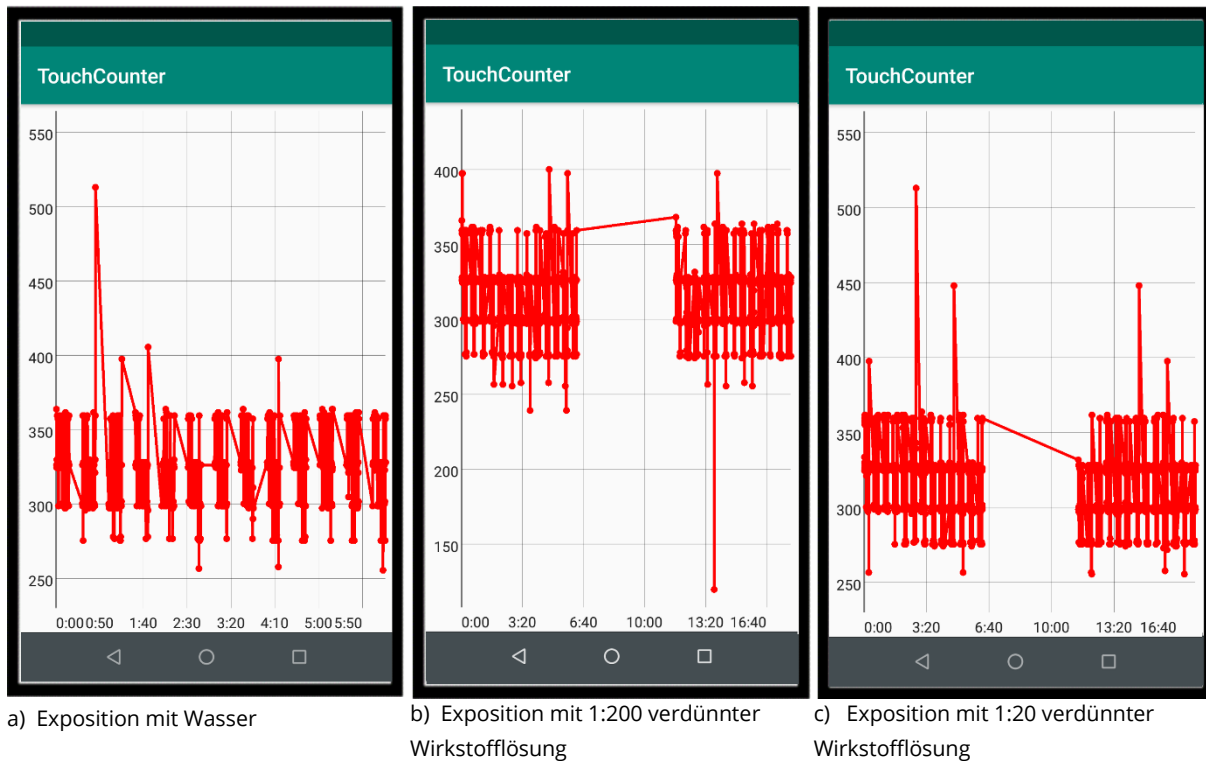 TouchCounter
550
500
450
400
350
300
250
0:00 0:50 1:40 2:30 3:20 4:10 5:00 5:50
a) Exposition mit Wasser
TouchCounter
400
350
300
250
200
150
0:00 3:20 6:40 10:00 13:20 16:40
b) Exposition mit 1:200 verdünnter
Wirkstofflösung
TouchCounter
550
500
450
400
350
300
250
0:00 3:20 6:40 10:00 13:20 16:40
c) Exposition mit 1:20 verdünnter
Wirkstofflösung